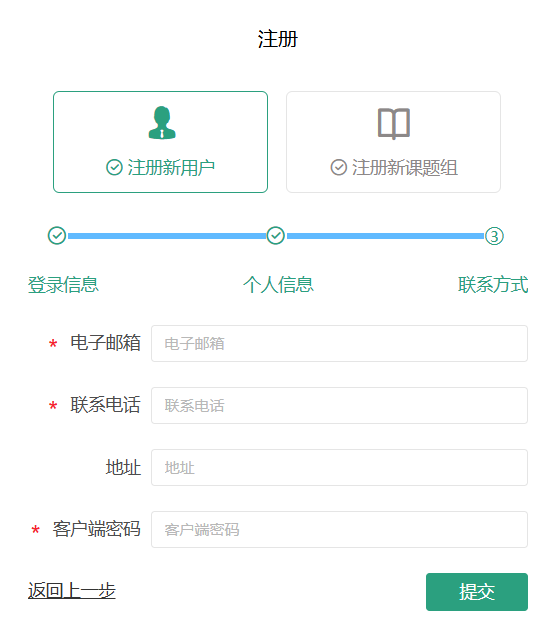 注册
注册新用户
注册新课题组
③
登录信息
个人信息
联系方式
* 电子邮箱
电子邮箱
* 联系电话
联系电话
地址
地址
* 客户端密码
客户端密码
返回上一步
提交